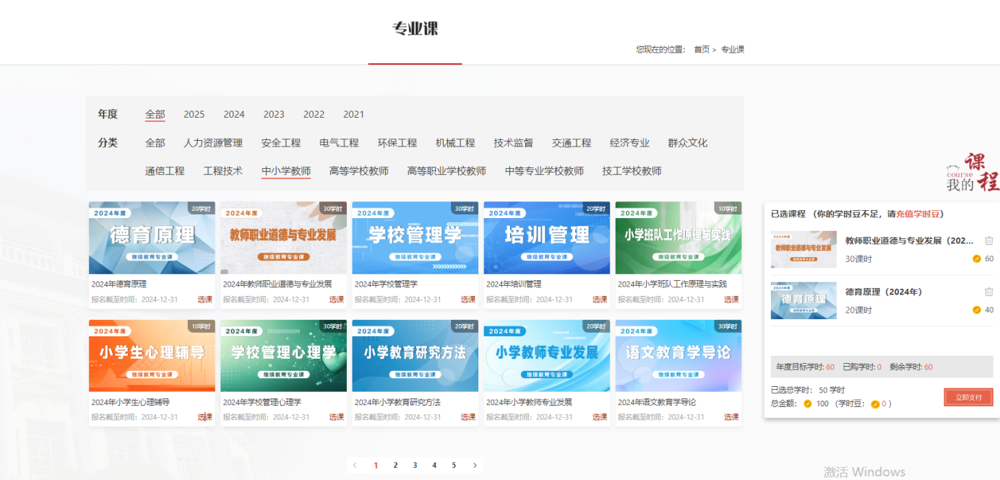 专业课
您现在的位置： 首页 > 专业课
年度 全部 2025 2024 2023 2022 2021
分类 全部 人力资源管理 安全工程 电气工程 环保工程 机械工程 技术监督 交通工程 经济专业 群众文化
通信工程 工程技术 中小学教师 高等学校教师 高等职业学校教师 中等专业学校教师 技工学校教师
2024年度 20学时
德育原理
继续教育专业课
2024年德育原理
报名截至时间：2024-12-31 选课
2024年度 30学时
教师职业道德与专业发展
继续教育专业课
2024年教师职业道德与专业发展
报名截至时间：2024-12-31 选课
2024年度 30学时
学校管理学
继续教育专业课
2024年学校管理学
报名截至时间：2024-12-31 选课
2024年度 20学时
培训管理
继续教育专业课
2024年培训管理
报名截至时间：2024-12-31 选课
2024年度 10学时
小学班队工作原理与实践
继续教育专业课
2024年小学班队工作原理与实践
报名截至时间：2024-12-31 选课
2024年度 10学时
小学生心理辅导
继续教育专业课
2024年小学生心理辅导
报名截至时间：2024-12-31 选课
2024年度 30学时
学校管理心理学
继续教育专业课
2024年学校管理心理学
报名截至时间：2024-12-31 选课
2024年度 20学时
小学教育研究方法
继续教育专业课
2024年小学教育研究方法
报名截至时间：2024-12-31 选课
2024年度 20学时
小学教师专业发展
继续教育专业课
2024年小学教师专业发展
报名截至时间：2024-12-31 选课
2024年度 30学时
语文教育学导论
继续教育专业课
2024年语文教育学导论
报名截至时间：2024-12-31 选课
< 1 2 3 4 5 >
course
我的课程
已选课程 （你的学时豆不足，请充值学时豆）
2024年度
教师职业道德与专业发展
继续教育专业课
教师职业道德与专业发展（202...
30课时 60
2024年度
德育原理
继续教育专业课
德育原理（2024年）
20课时 40
年度目标学时: 60 已购学时: 0 剩余学时: 60
已选总学时： 50 学时
总金额： 100 （学时豆： 0 ）
立即支付
激活 Windows